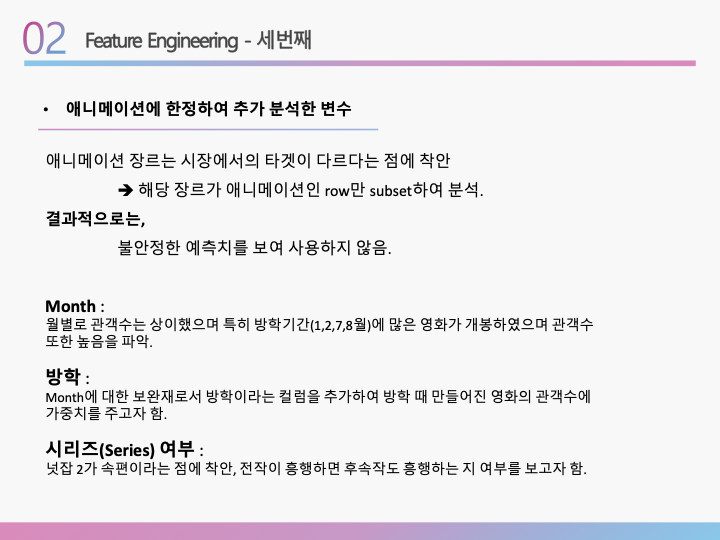 02 Feature Engineering - 세번째
• 애니메이션에 한정하여 추가 분석한 변수
애니메이션 장르는 시장에서의 타겟이 다르다는 점에 착안
➔ 해당 장르가 애니메이션인 row만 subset하여 분석.
결과적으로는,
불안정한 예측치를 보여 사용하지 않음.
Month :
월별로 관객수는 상이했으며 특히 방학기간(1,2,7,8월)에 많은 영화가 개봉하였으며 관객수
또한 높음을 파악.
방학 :
Month에 대한 보완재로서 방학이라는 컬럼을 추가하여 방학 때 만들어진 영화의 관객수에
가중치를 주고자 함.
시리즈(Series) 여부 :
넛잡 2가 속편이라는 점에 착안, 전작이 흥행하면 후속작도 흥행하는 지 여부를 보고자 함.